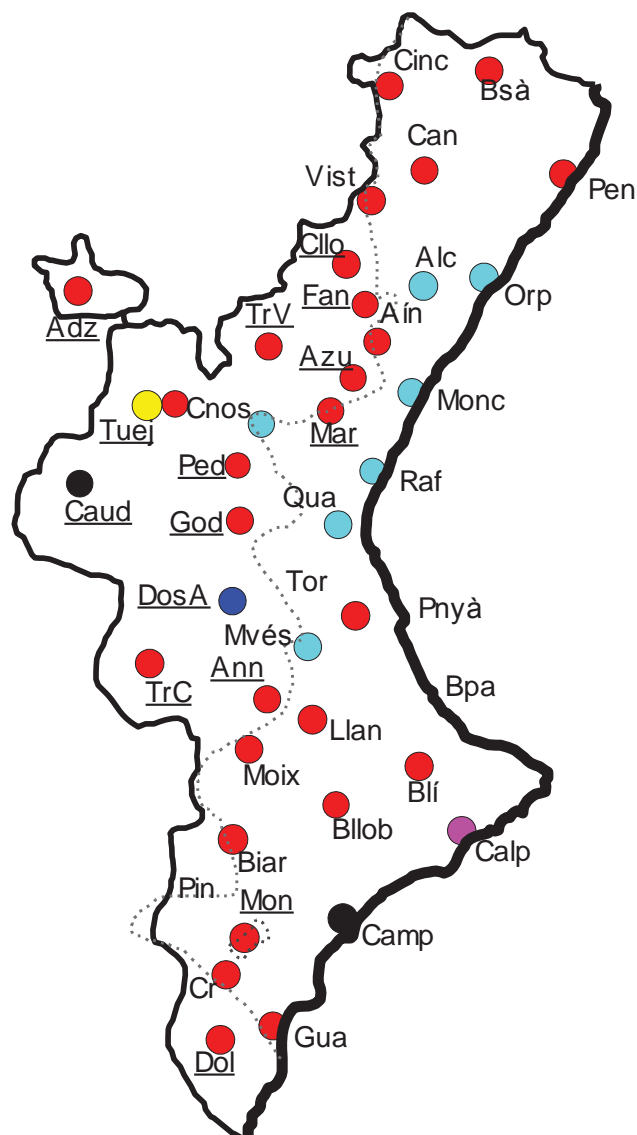 Cinc
Bsà
Can
Vist
Pen
Cllo
Alc
Orp
Fan
Adz
TrV
Aín
Azu
Monc
Cnos
Mar
Tuej
Ped
Raf
Qua
Caud
God
Tor
DosA
Pnyà
Mvés
Ann
TrC
Bpa
Llan
Moix
Blí
Bllob
Calp
Biar
Pin
Mon
Camp
Cr
Gua
Dol